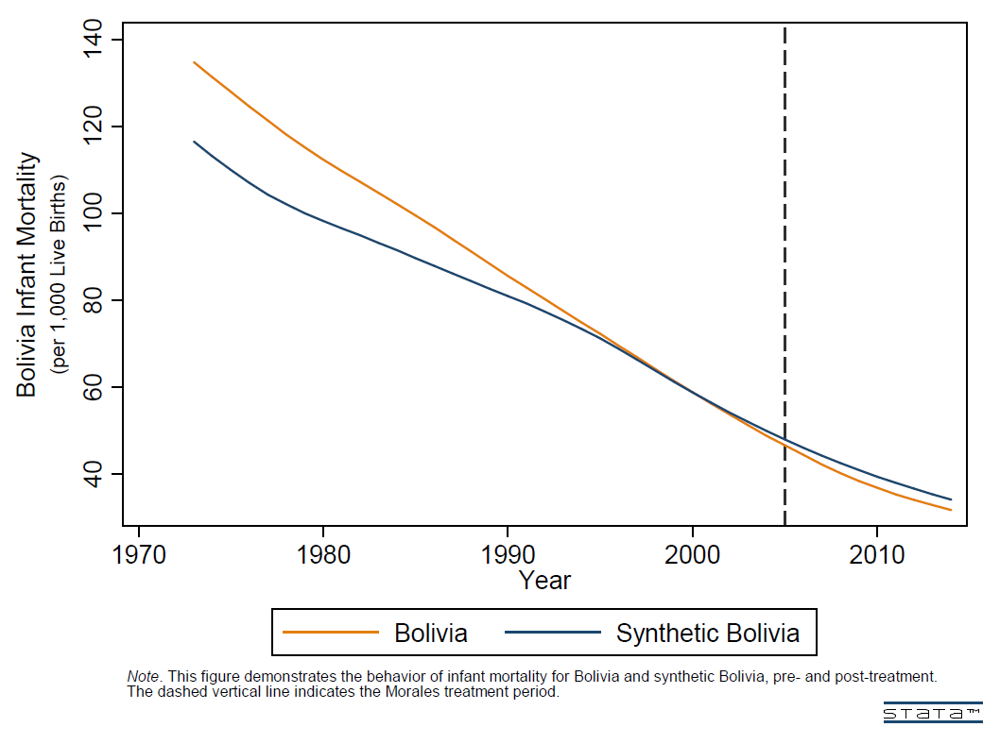 140
120
100
80
60
40
Bolivia Infant Mortality
(per 1,000 Live Births)
1970 1980 1990 2000 2010
Year
Bolivia Synthetic Bolivia
Note. This figure demonstrates the behavior of infant mortality for Bolivia and synthetic Bolivia, pre- and post-treatment.
The dashed vertical line indicates the Morales treatment period.
STATA™